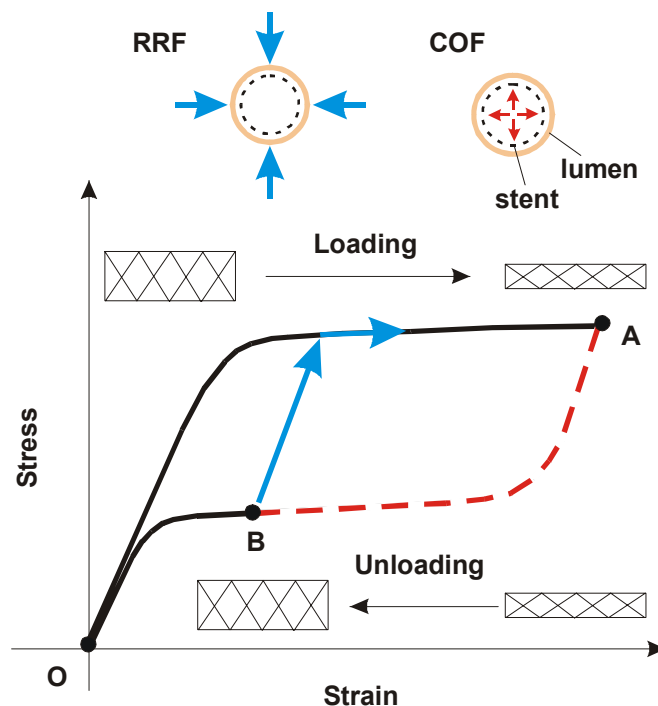 RRF
COF
lumen
stent
Loading
A
Stress
B
Unloading
O
Strain